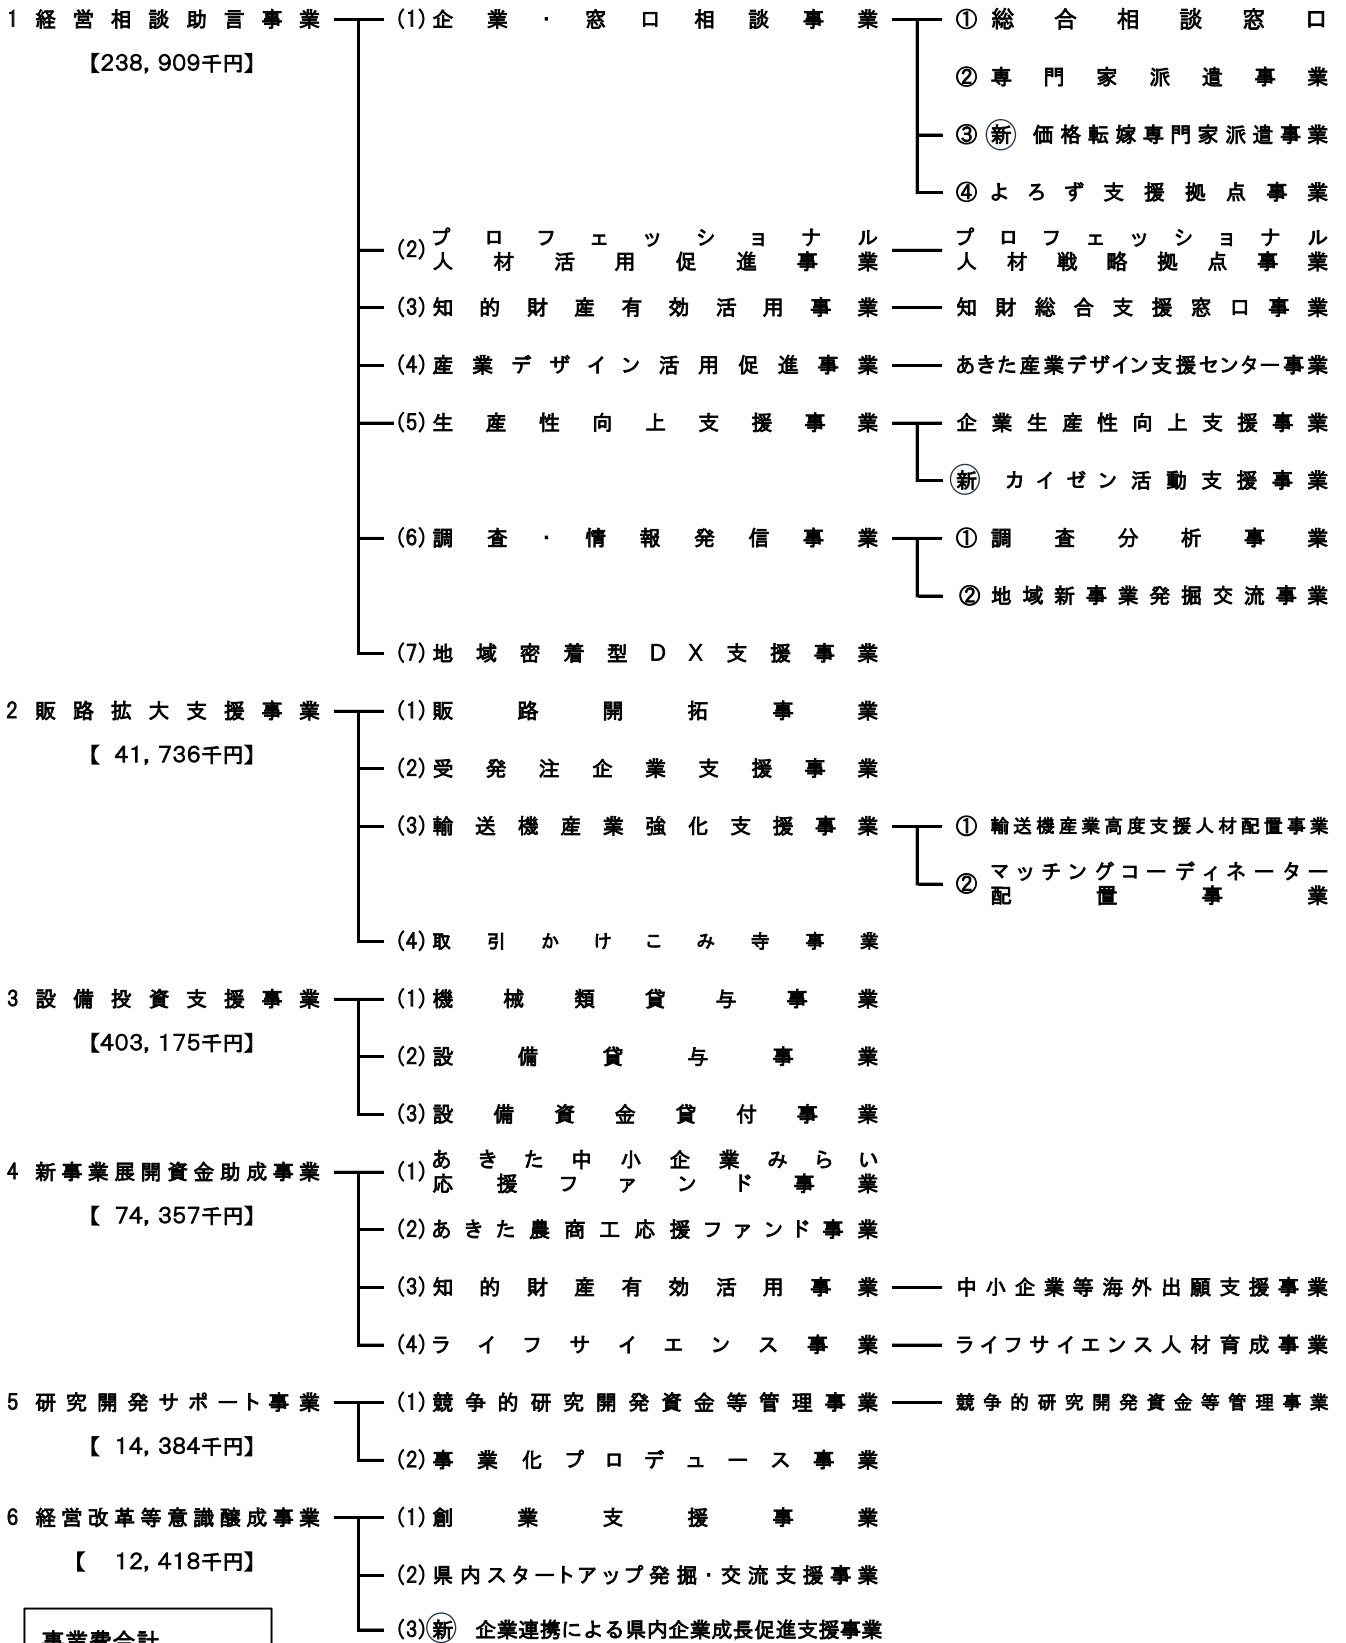 1 経営相談助言事業 (1)企業・窓口相談事業 ①総合相談窓口
【238,909千円】
②専門家派遣事業
③新 価格転嫁専門家派遣事業
④よろず支援拠点事業
(2)プロフェッショナル人材活用促進事業 プロフェッショナル人材戦略拠点事業
(3)知的財産有効活用事業 知財総合支援窓口事業
(4)産業デザイン活用促進事業 あきた産業デザイン支援センター事業
(5)生産性向上支援事業 企業生産性向上支援事業
新 カイゼン活動支援事業
(6)調査・情報発信事業 ①調査分析事業
②地域新事業発掘交流事業
(7)地域密着型DX支援事業
2 販路拡大支援事業 (1)販路開拓事業
【 41,736千円】
(2)受発注企業支援事業
(3)輸送機産業強化支援事業 ①輸送機産業高度支援人材配置事業
②マッチングコーディネーター配置事業
(4)取引かけこみ寺事業
3 設備投資支援事業 (1)機械類貸与事業
【403,175千円】
(2)設備貸与事業
(3)設備資金貸付事業
4 新事業展開資金助成事業 (1)あきた中小企業みらい応援ファンド事業
【 74,357千円】
(2)あきた農商工応援ファンド事業
(3)知的財産有効活用事業 中小企業等海外出願支援事業
(4)ライフサイエンス事業 ライフサイエンス人材育成事業
5 研究開発サポート事業 (1)競争的研究開発資金等管理事業 競争的研究開発資金等管理事業
【 14,384千円】
(2)事業化プロデュース事業
6 経営改革等意識醸成事業 (1)創業支援事業
【 12,418千円】
(2)県内スタートアップ発掘・交流支援事業
(3)新 企業連携による県内企業成長促進支援事業
事業費合計